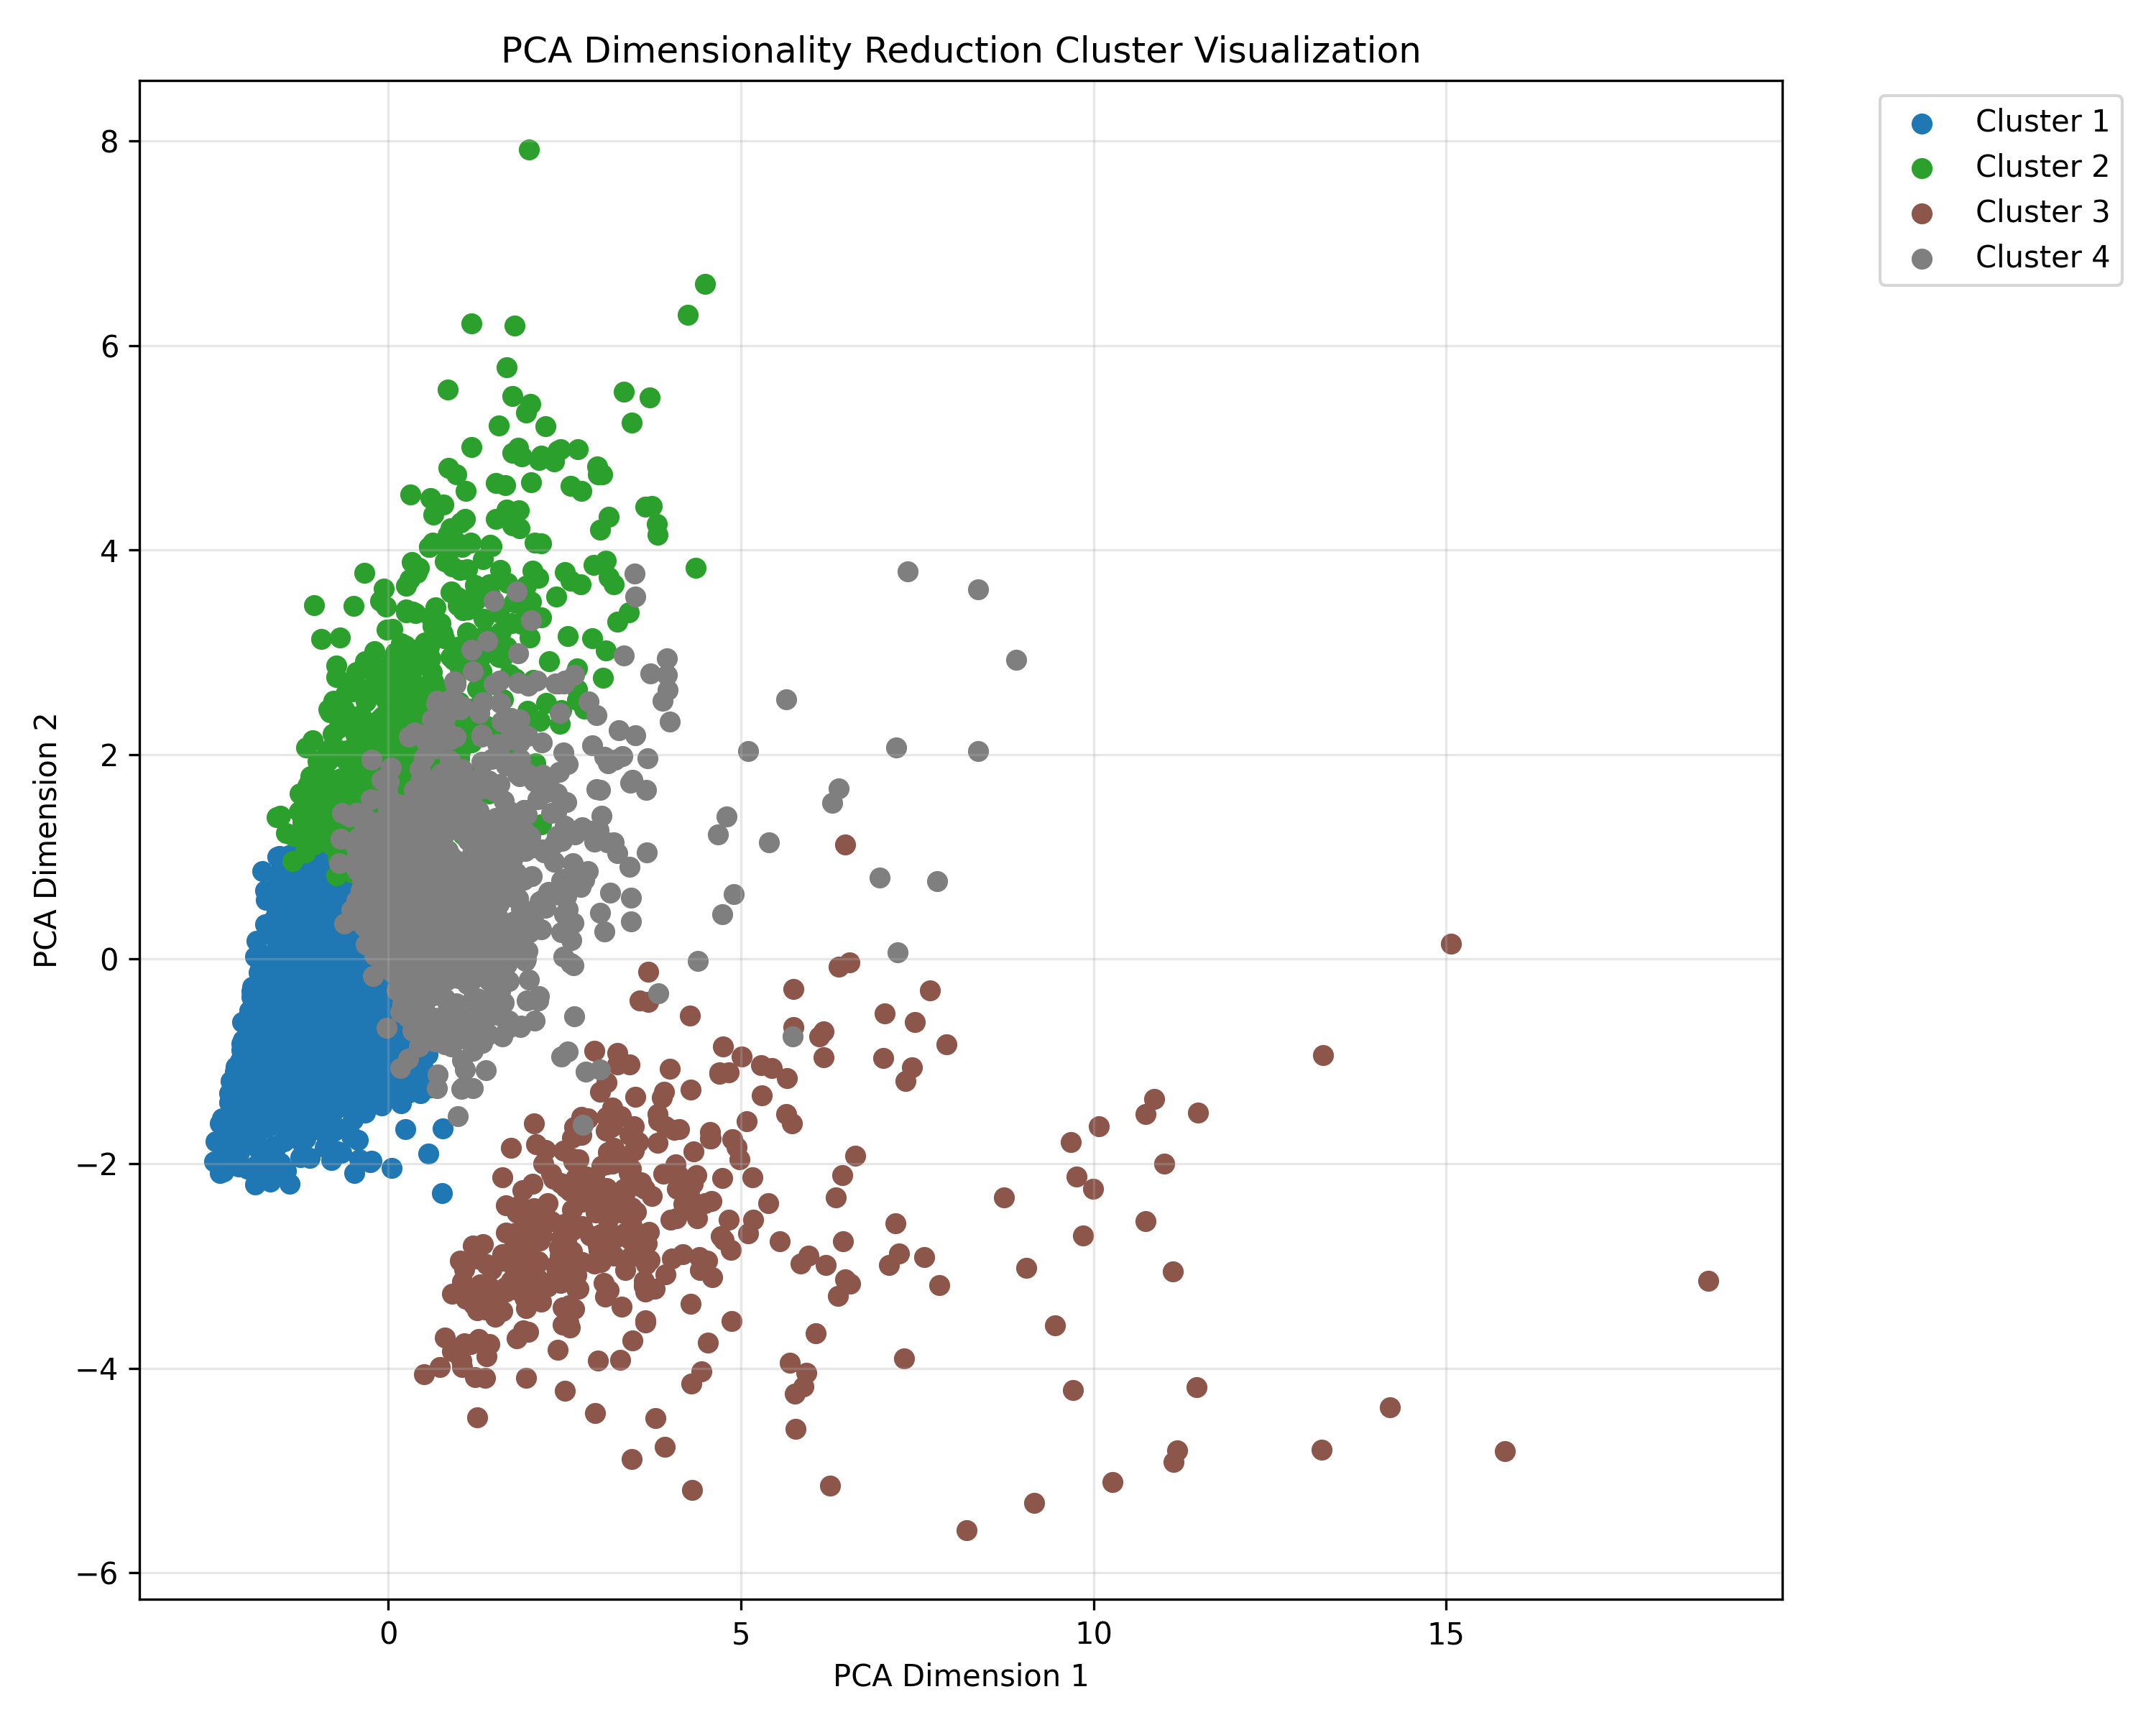 PCA Dimensionality Reduction Cluster Visualization
Cluster 1
Cluster 2
Cluster 3
Cluster 4
PCA Dimension 2
8
6
4
2
0
−2
−4
−6
0 5 10 15
PCA Dimension 1